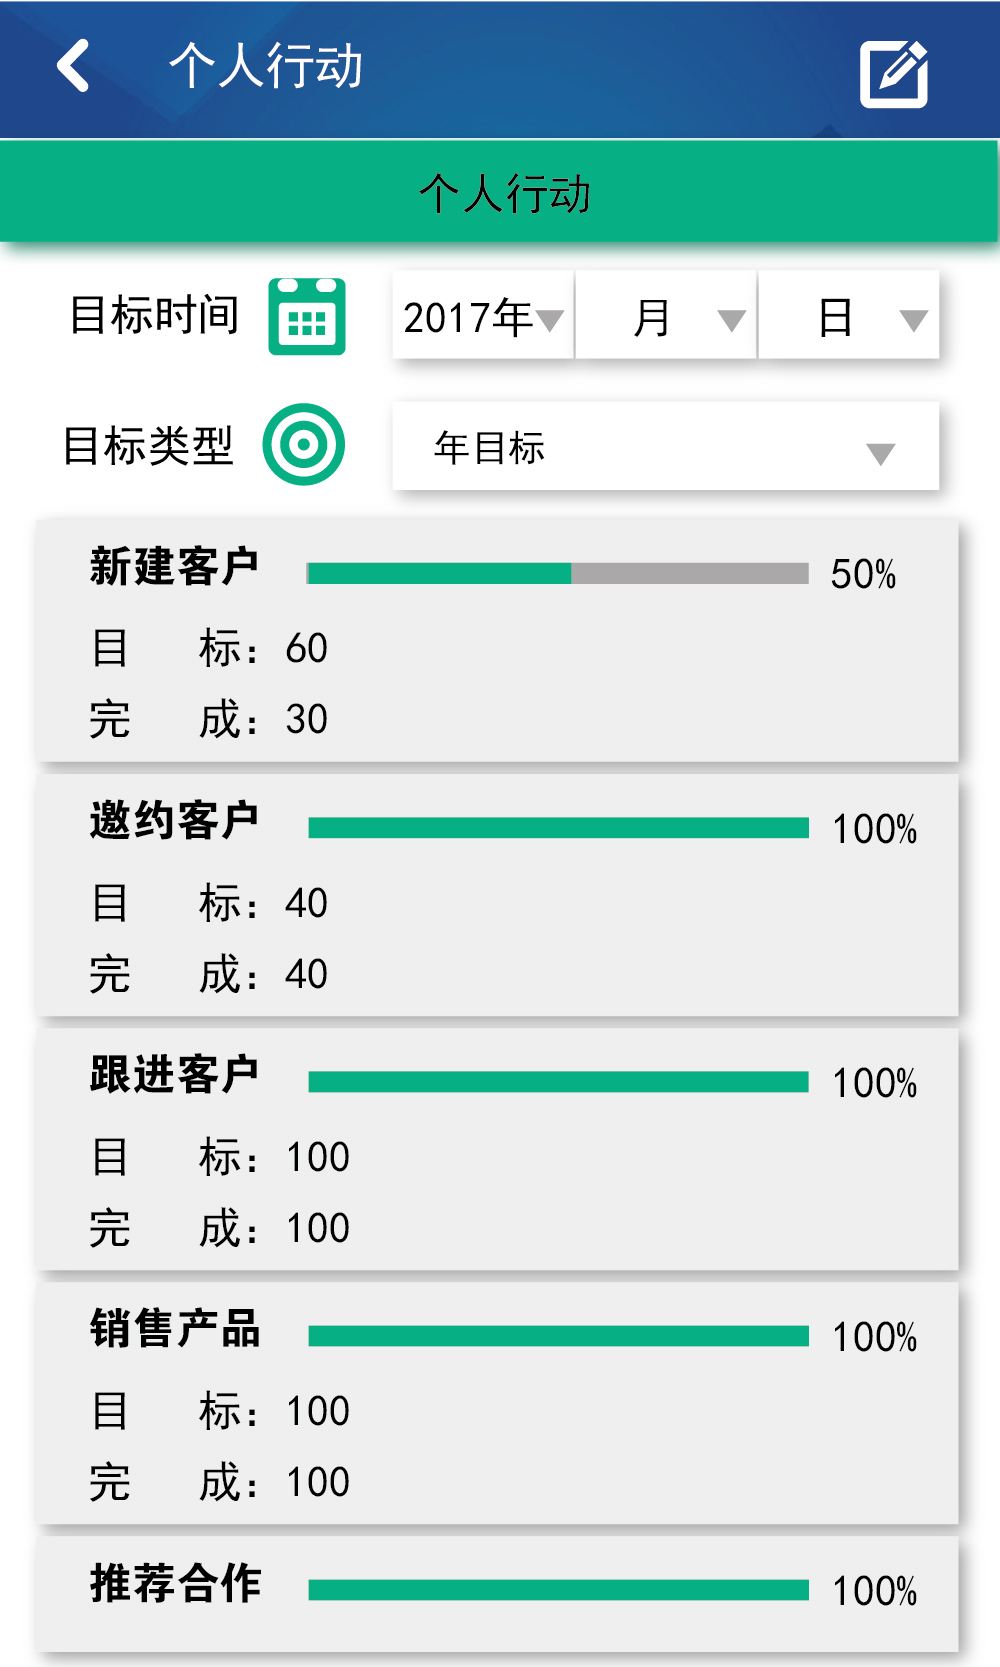 个人行动
个人行动
目标时间 2017年 月 日
目标类型 年目标
新建客户 50%
目 标：60
完 成：30
邀约客户 100%
目 标：40
完 成：40
跟进客户 100%
目 标：100
完 成：100
销售产品 100%
目 标：100
完 成：100
推荐合作 100%